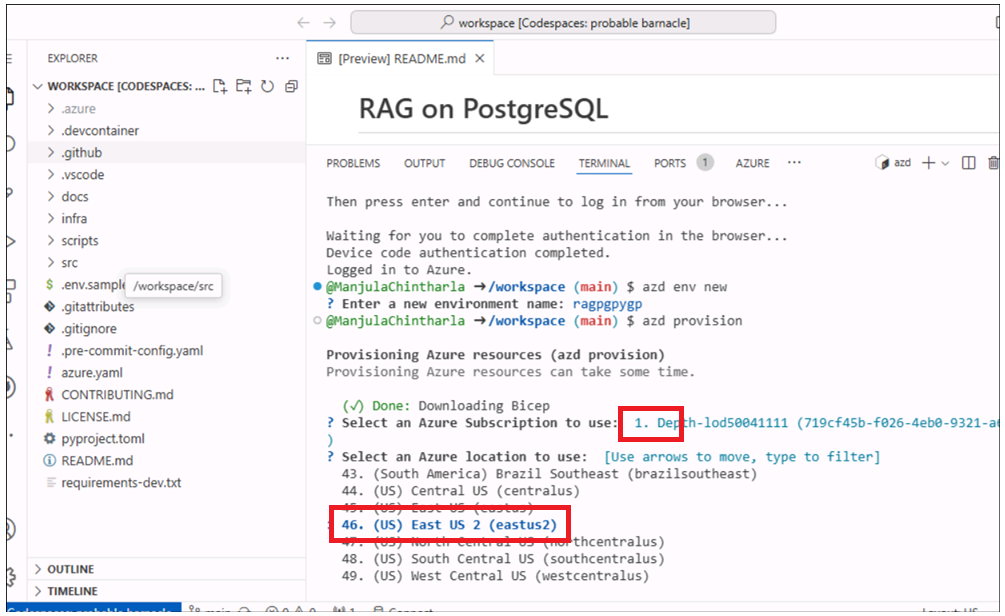 workspace [Codespaces: probable barnacle]
EXPLORER
WORKSPACE [CODESPACES: ...
.azure
.devcontainer
.github
.vscode
docs
infra
scripts
src
$ .env.sample
/workspace/src
.gitattributes
.gitignore
! .pre-commit-config.yaml
! azure.yaml
CONTRIBUTING.md
LICENSE.md
pyproject.toml
README.md
requirements-dev.txt
OUTLINE
TIMELINE
[Preview] README.md
RAG on PostgreSQL
PROBLEMS OUTPUT DEBUG CONSOLE TERMINAL PORTS 1 AZURE ... azd
Then press enter and continue to log in from your browser...
Waiting for you to complete authentication in the browser...
Device code authentication completed.
Logged in to Azure.
@ManjulaChintharla →/workspace (main) $ azd env new
? Enter a new environment name: ragpgpygp
@ManjulaChintharla →/workspace (main) $ azd provision
Provisioning Azure resources (azd provision)
Provisioning Azure resources can take some time.
(✓) Done: Downloading Bicep
? Select an Azure Subscription to use: 1. Depth-lod50041111 (719cf45b-f026-4eb0-9321-a
)
? Select an Azure location to use: [Use arrows to move, type to filter]
43. (South America) Brazil Southeast (brazilsoutheast)
44. (US) Central US (centralus)
45. (US) East US (eastus)
46. (US) East US 2 (eastus2)
47. (US) North Central US (northcentralus)
48. (US) South Central US (southcentralus)
49. (US) West Central US (westcentralus)
Codespaces: probable barnacle main 0 0 1 Connect